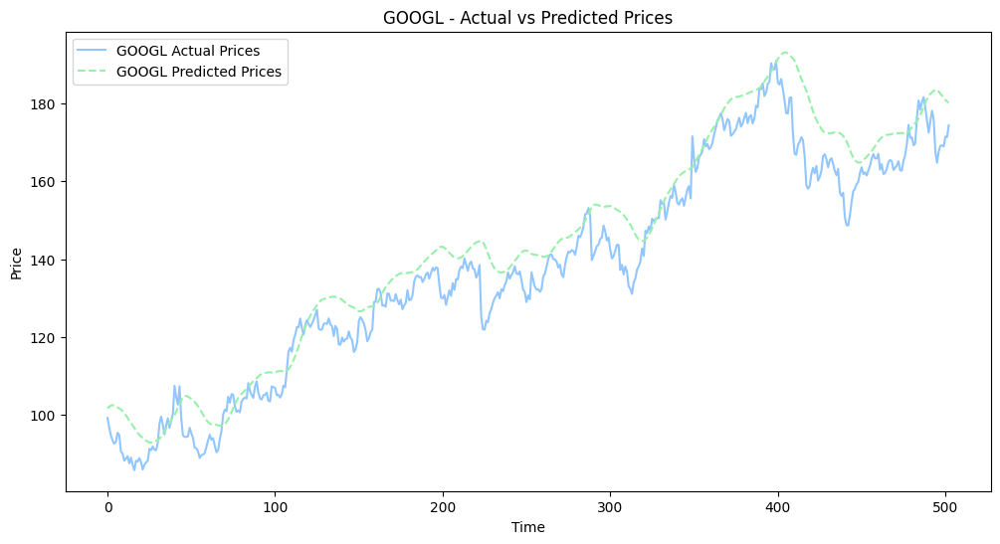 GOOGL - Actual vs Predicted Prices
GOOGL Actual Prices
GOOGL Predicted Prices
Price
180
160
140
120
100
0 100 200 300 400 500
Time